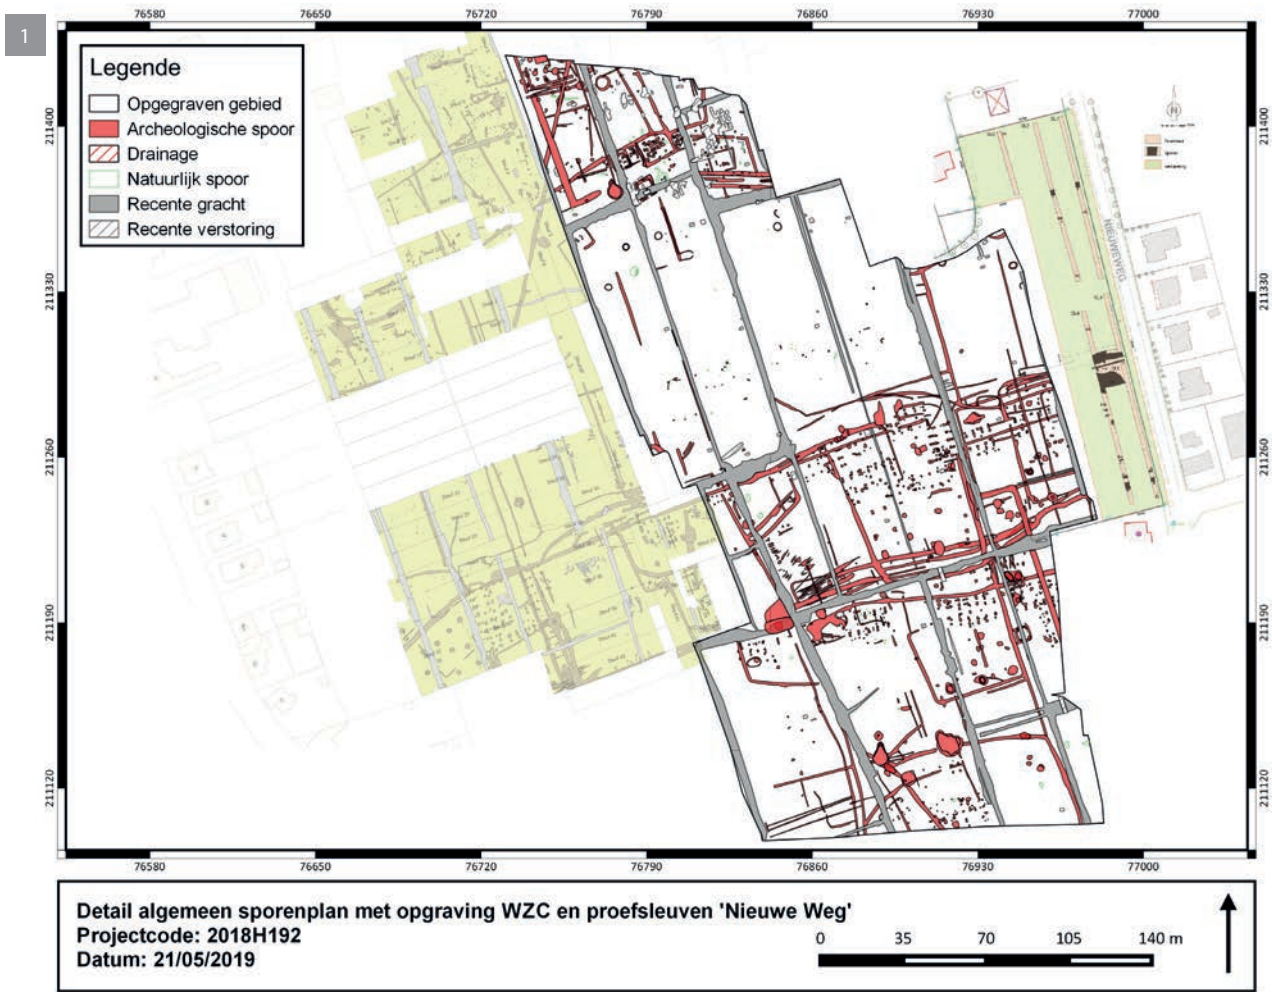 1
76580 76650 76720 76790 76860 76930 77000
Legende
Opgegraven gebied
Archeologische spoor
Drainage
Natuurlijk spoor
Recente gracht
Recente verstoring
211400
211330
211260
211190
211120
211400
211330
211260
211190
211120
NIEUWEWEG
76580 76650 76720 76790 76860 76930 77000
Detail algemeen sporenplan met opgraving WZC en proefsleuven 'Nieuwe Weg'
Projectcode: 2018H192
Datum: 21/05/2019
0 35 70 105 140 m